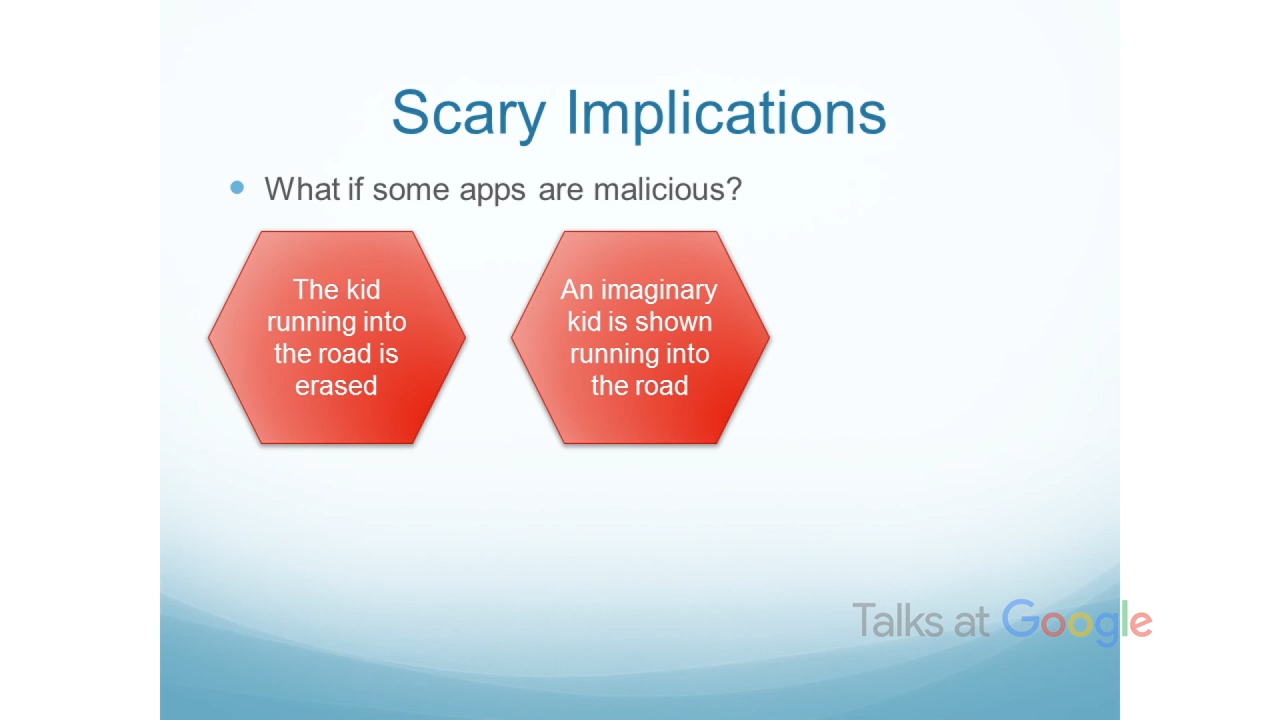 Scary Implications
What if some apps are malicious?
The kid
running into
the road is
erased
An imaginary
kid is shown
running into
the road
Talks at Google